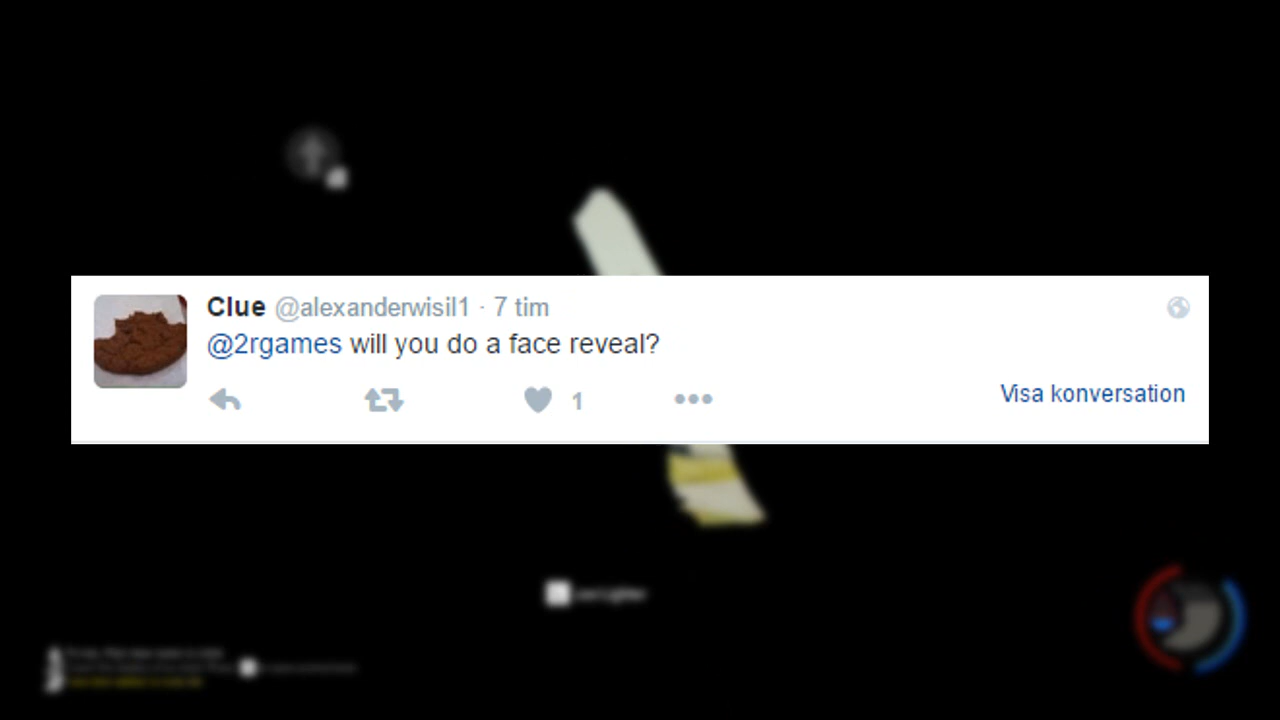 Clue @alexanderwisil1 · 7 tim
@2rgames will you do a face reveal?
1
Visa konversation